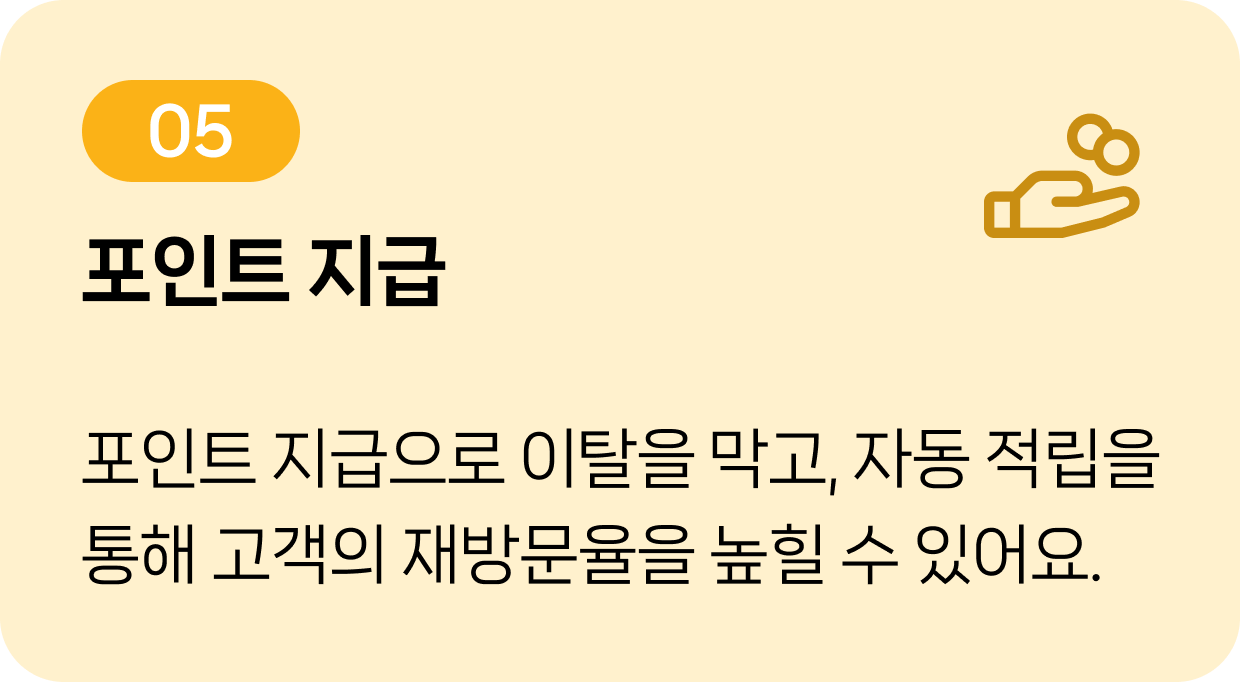 05
포인트 지급
포인트 지급으로 이탈을 막고, 자동 적립을
통해 고객의 재방문율을 높힐 수 있어요.